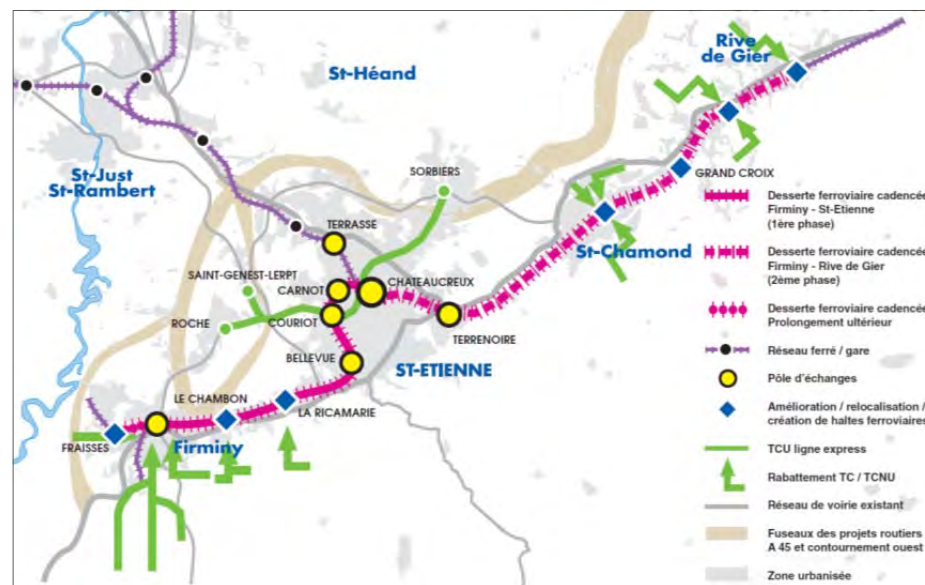 Rive
de Gier
St-Héand
St-Just
St-Rambert
SORBIERS
GRAND CROIX
TERRASSE
St-Chamond
SAINT-GENEST-LERPT
CARNOT
CHATEAUCREUX
ROCHE
COURIOT
TERRENOIRE
BELLEVUE
ST-ETIENNE
LE CHAMBON
LA RICAMARIE
FRAISSES
Firminy
Desserte ferroviaire cadencée
Firminy - St-Etienne
(1ère phase)
Desserte ferroviaire cadencée
Firminy - Rive de Gier
(2ème phase)
Desserte ferroviaire cadencée
Prolongement ultérieur
Réseau ferré / gare
Pôle d'échanges
Amélioration / relocalisation /
création de haltes ferroviaires
TCU ligne express
Rabattement TC / TCNU
Réseau de voirie existant
Fuseaux des projets routiers
A 45 et contournement ouest
Zone urbanisée